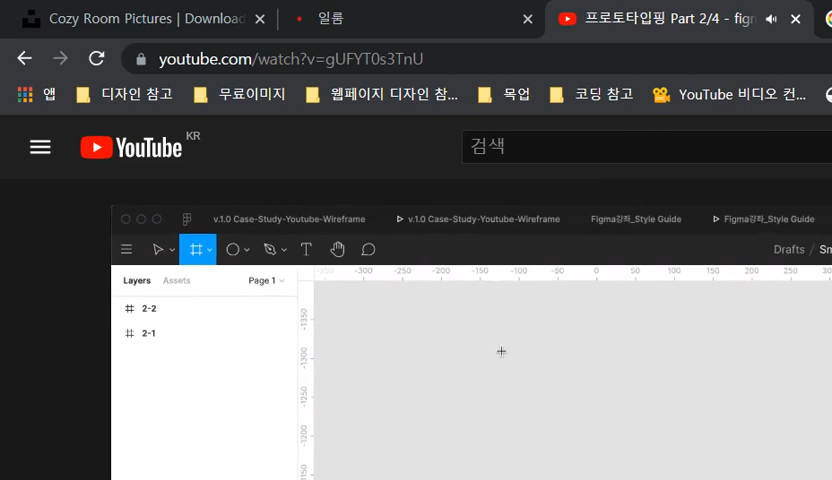 Cozy Room Pictures | Download
일룸
프로토타입핑 Part 2/4 - figm
youtube.com/watch?v=gUFYT0s3TnU
앱
디자인 참고
무료이미지
웹페이지 디자인 참...
목업
코딩 참고
YouTube 비디오 컨...
YouTube KR
검색
v.1.0 Case-Study-Youtube-Wireframe
v.1.0 Case-Study-Youtube-Wireframe
Figma강좌_Style Guide
Figma강좌_Style Guide
T
Drafts / Sm
Layers Assets Page 1
-350 -300 -250 -200 -150 -100 -50 0 50 100 150 200 250 30
2-2
2-1
-1350
-1300
-1250
-1200
1150